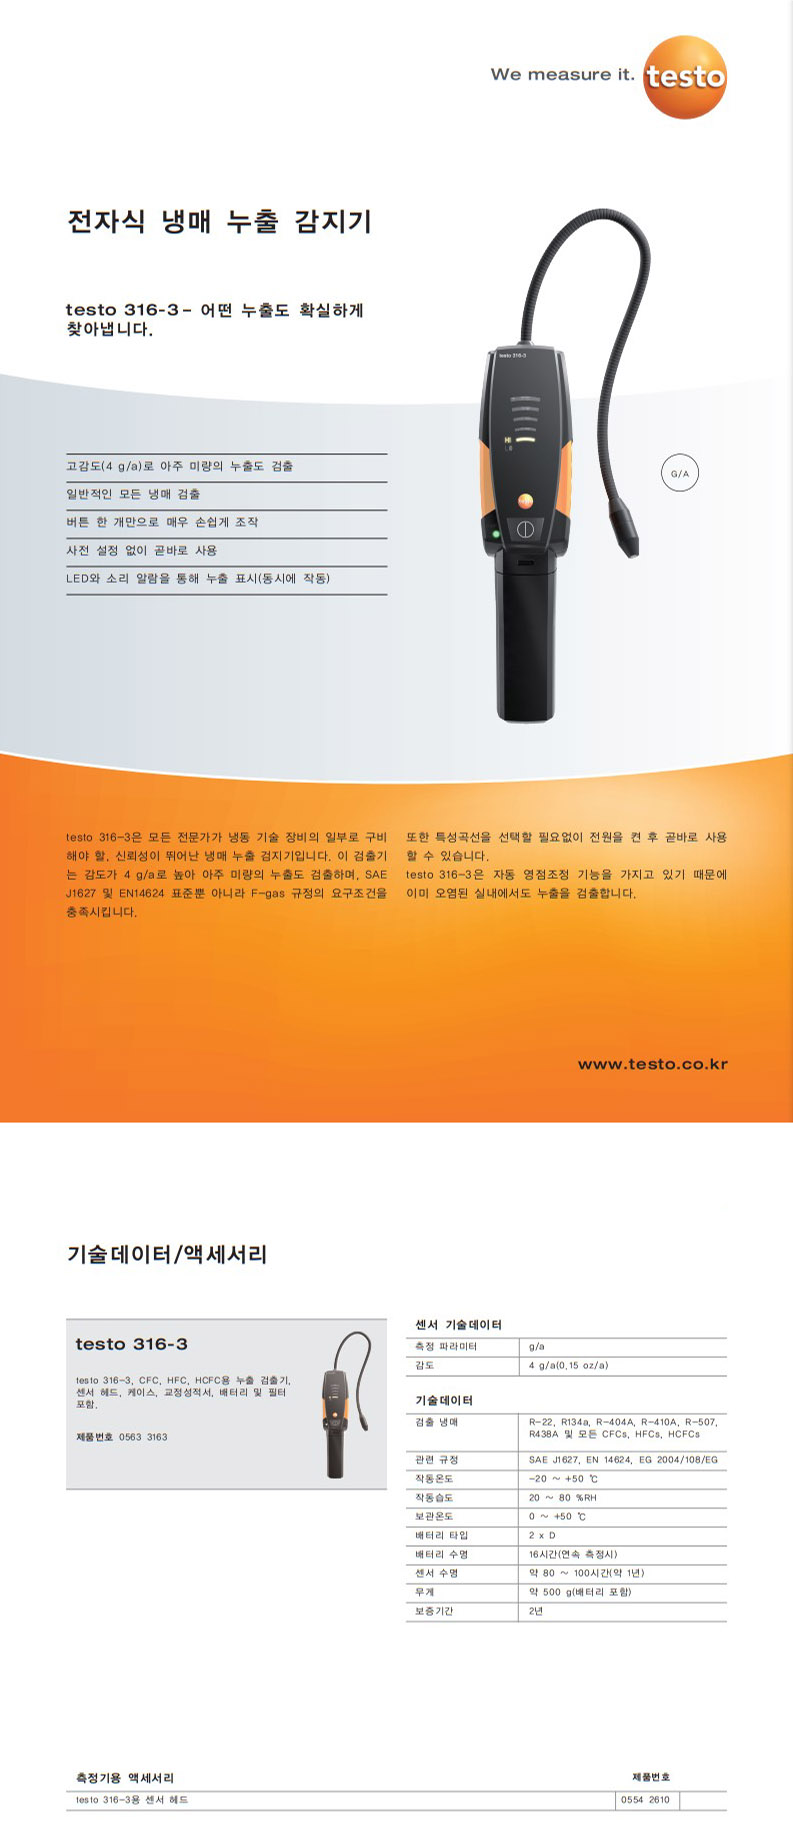 We measure it. testo
전자식 냉매 누출 감지기
testo 316-3 – 어떤 누출도 확실하게
찾아냅니다.
testo 316-3
HI
LO
testo
G/A
고감도(4 g/a)로 아주 미량의 누출도 검출
일반적인 모든 냉매 검출
버튼 한 개만으로 매우 손쉽게 조작
사전 설정 없이 곧바로 사용
LED와 소리 알람을 통해 누출 표시(동시에 작동)
testo 316-3은 모든 전문가가 냉동 기술 장비의 일부로 구비
해야 할, 신뢰성이 뛰어난 냉매 누출 검지기입니다. 이 검출기
는 감도가 4 g/a로 높아 아주 미량의 누출도 검출하며, SAE
J1627 및 EN14624 표준뿐 아니라 F-gas 규정의 요구조건을
충족시킵니다.
또한 특성곡선을 선택할 필요없이 전원을 켠 후 곧바로 사용
할 수 있습니다.
testo 316-3은 자동 영점조정 기능을 가지고 있기 때문에
이미 오염된 실내에서도 누출을 검출합니다.
www.testo.co.kr
기술데이터/액세서리
testo 316-3
testo 316-3, CFC, HFC, HCFC용 누출 검출기,
센서 헤드, 케이스, 교정성적서, 배터리 및 필터
포함.
제품번호 0563 3163
센서 기술데이터
측정 파라미터 g/a
감도 4 g/a(0.15 oz/a)
기술데이터
검출 냉매 R-22, R134a, R-404A, R-410A, R-507,
R438A 및 모든 CFCs, HFCs, HCFCs
관련 규정 SAE J1627, EN 14624, EG 2004/108/EG
작동온도 -20 ~ +50 ℃
작동습도 20 ~ 80 %RH
보관온도 0 ~ +50 ℃
배터리 타입 2 x D
배터리 수명 16시간(연속 측정시)
센서 수명 약 80 ~ 100시간(약 1년)
무게 약 500 g(배터리 포함)
보증기간 2년
측정기용 액세서리 제품번호
testo 316-3용 센서 헤드 0554 2610